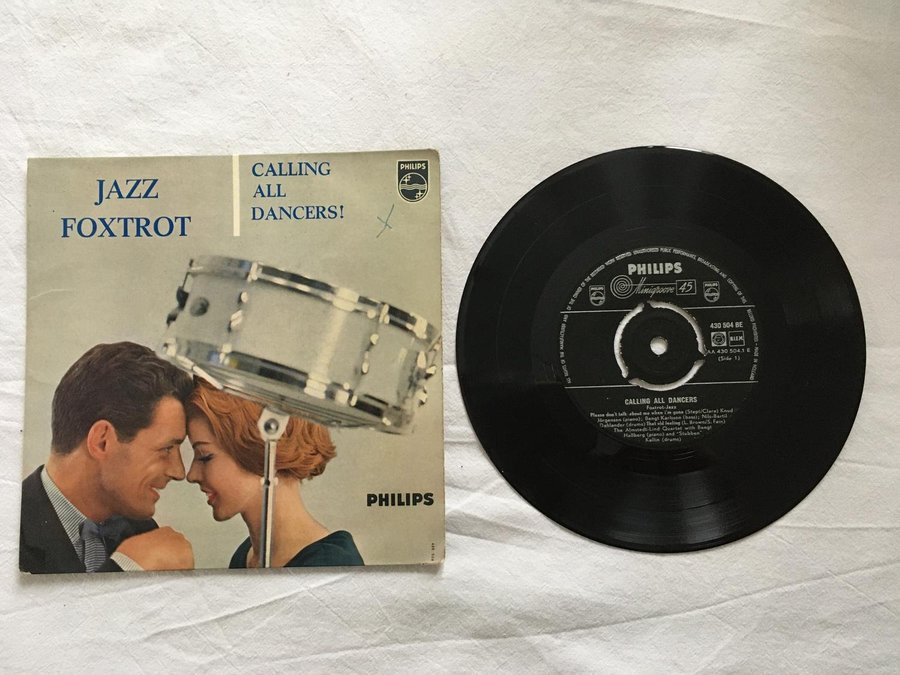 JAZZ
FOXTROT
CALLING
ALL
DANCERS!
PHILIPS
PHILIPS
PHILIPS
Minigroove 45
PHILIPS
PHILIPS
430 504 BE
B.I.E.M.
AA 430 504.1 E
(Side 1)
CALLING ALL DANCERS
Foxtrot-Jazz
Please don't talk about me when I'm gone (Stept/Clare) Knud
Jörgensen (piano); Bengt Karlsson (bass); Nils-Bertil
Dahlander (drums) That old feeling (L. Brown/S. Fain)
The Almstedt-Lind Quartet with Bengt
Hallberg (piano) and "Stubben"
Kallin (drums)